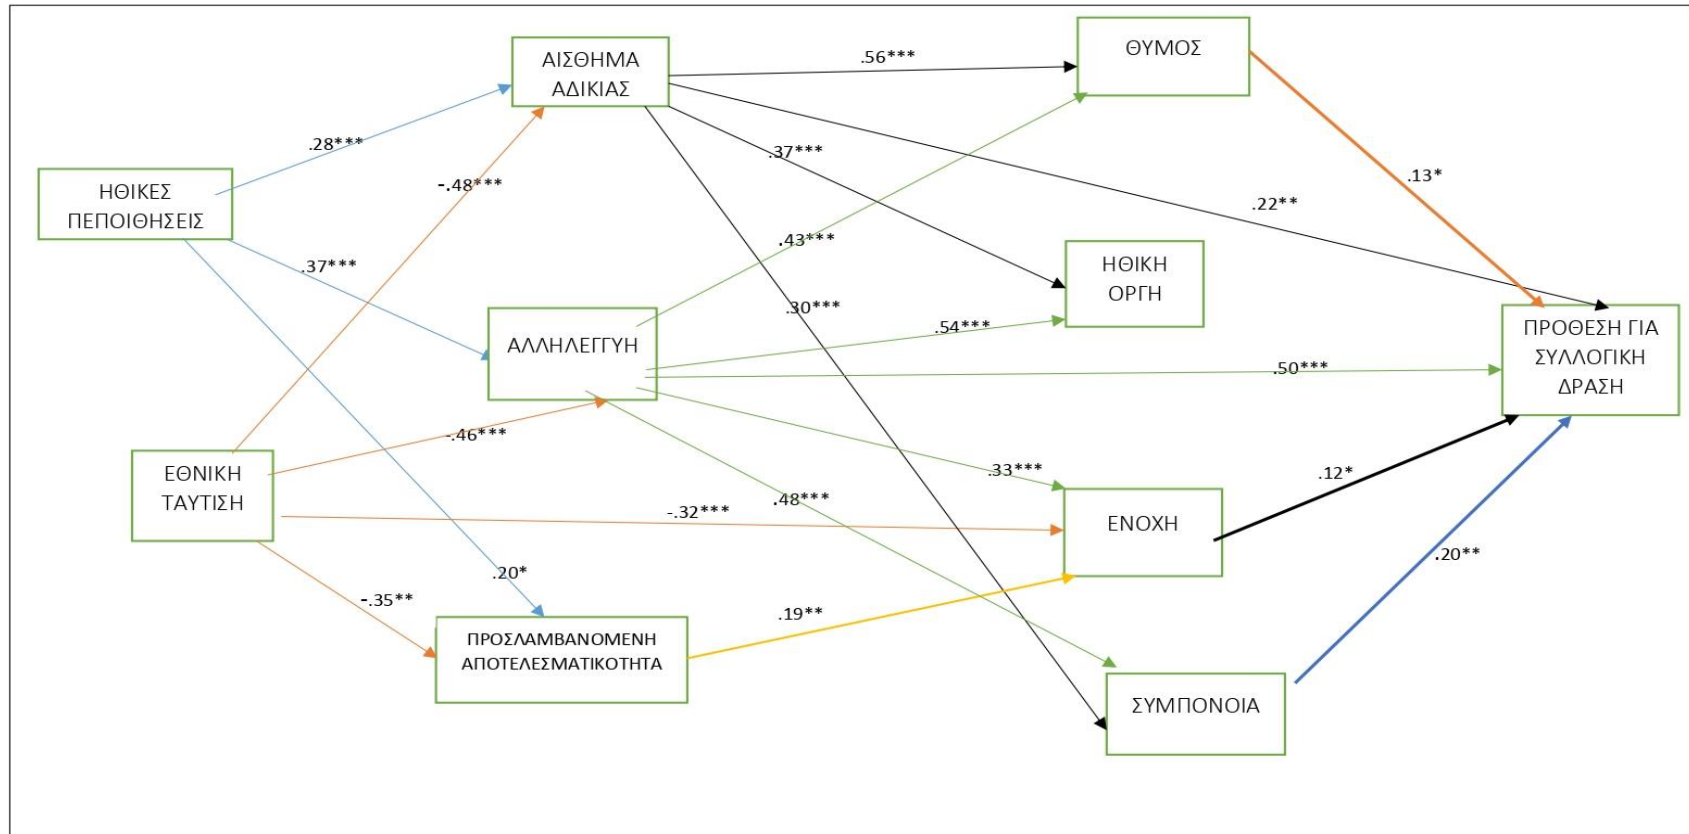 ΑΙΣΘΗΜΑ
ΑΔΙΚΙΑΣ
ΘΥΜΟΣ
.56***
.28***
.37***
.13*
-.48***
ΗΘΙΚΕΣ
ΠΕΠΟΙΘΗΣΕΙΣ
.22**
.43***
.37***
ΗΘΙΚΗ
ΟΡΓΗ
.30***
.54***
ΑΛΛΗΛΕΓΓΥΗ
ΠΡΟΘΕΣΗ ΓΙΑ
ΣΥΛΛΟΓΙΚΗ
ΔΡΑΣΗ
.50***
-.46***
ΕΘΝΙΚΗ
ΤΑΥΤΙΣΗ
.33***
.12*
.48***
-.32***
ΕΝΟΧΗ
.20**
.20*
-.35**
.19**
ΠΡΟΣΛΑΜΒΑΝΟΜΕΝΗ
ΑΠΟΤΕΛΕΣΜΑΤΙΚΟΤΗΤΑ
ΣΥΜΠΟΝΟΙΑ